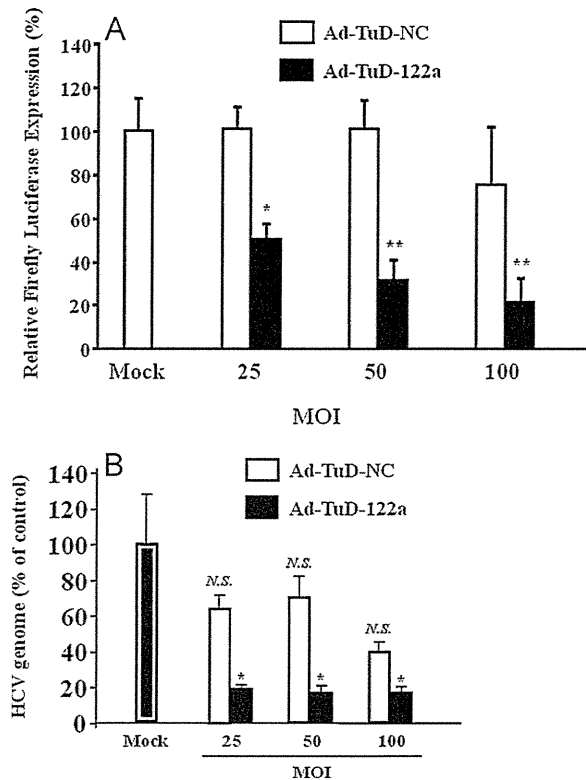 A
Ad-TuD-NC
Ad-TuD-122a
Relative Firefly Luciferase Expression (%)
140
120
100
80
60
40
20
0
*
**
**
Mock 25 50 100
MOI
B
Ad-TuD-NC
Ad-TuD-122a
HCV genome (% of control)
140
120
100
80
60
40
20
0
N.S.
*
N.S.
*
N.S.
*
Mock 25 50 100
MOI